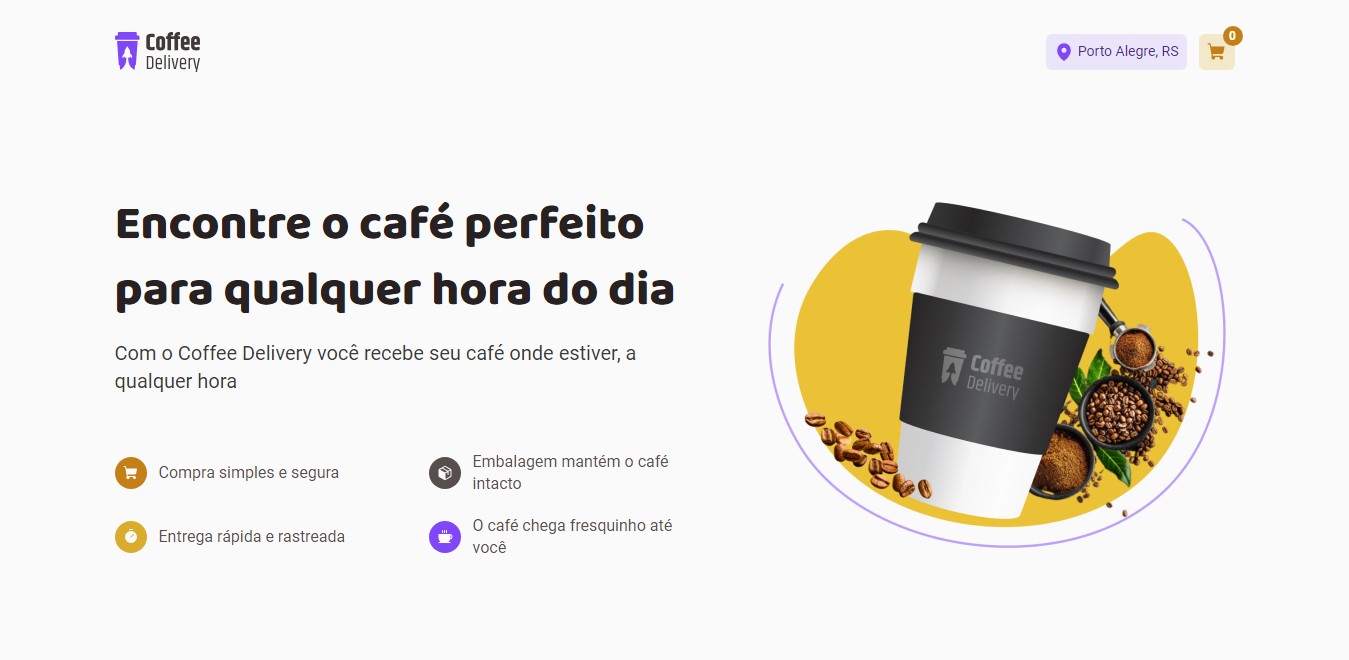 Coffee
Delivery
Porto Alegre, RS
0
Encontre o café perfeito
para qualquer hora do dia
Com o Coffee Delivery você recebe seu café onde estiver, a
qualquer hora
Compra simples e segura
Embalagem mantém o café
intacto
Entrega rápida e rastreada
O café chega fresquinho até
você
Coffee
Delivery